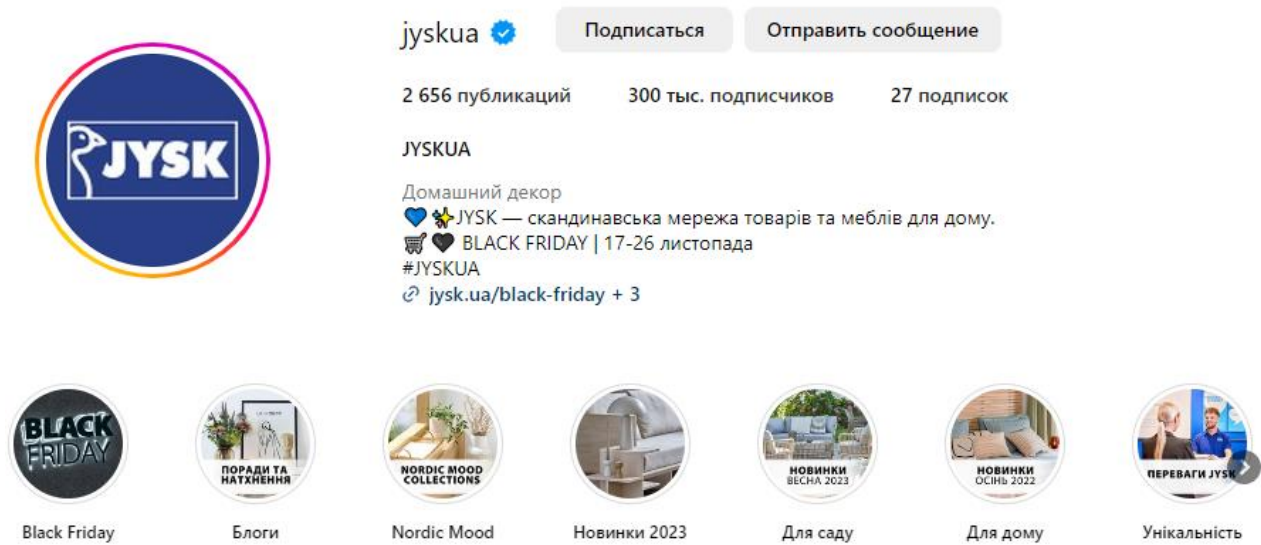 jyskua
Подписаться
Отправить сообщение
2 656 публикаций
300 тыс. подписчиков
27 подписок
JYSK
JYSKUA
Домашний декор
💙 ✨JYSK — скандинавська мережа товарів та меблів для дому.
🛒 🖤 BLACK FRIDAY | 17-26 листопада
#JYSKUA
jysk.ua/black-friday + 3
BLACK
FRIDAY
ПОРАДИ ТА
НАТХНЕННЯ
NORDIC MOOD
COLLECTIONS
НОВИНКИ
ВЕСНА 2023
НОВИНКИ
ОСІНЬ 2022
ПЕРЕВАГИ JYSK
Black Friday
Блоги
Nordic Mood
Новинки 2023
Для саду
Для дому
Унікальність